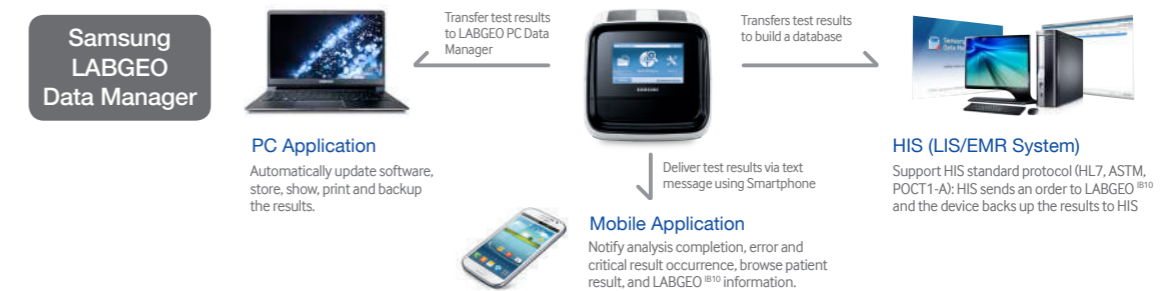 Samsung
LABGEO
Data Manager
Transfer test results
to LABGEO PC Data
Manager
Transfers test results
to build a database
SAMSUNG
PC Application
Automatically update software,
store, show, print and backup
the results.
Deliver test results via text
message using Smartphone
Mobile Application
Notify analysis completion, error and
critical result occurrence, browse patient
result, and LABGEO IB10 information.
HIS (LIS/EMR System)
Support HIS standard protocol (HL7, ASTM,
POCT1-A): HIS sends an order to LABGEO IB10
and the device backs up the results to HIS